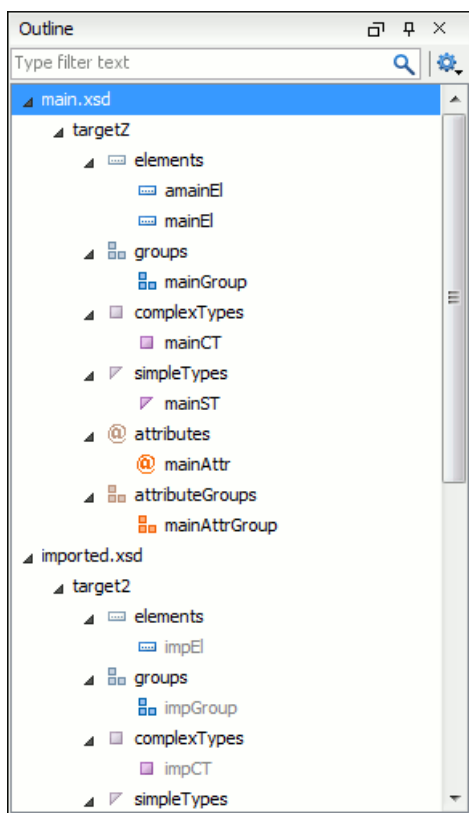 Outline
Type filter text
main.xsd
targetZ
elements
amainEl
mainEl
groups
mainGroup
complexTypes
mainCT
simpleTypes
mainST
attributes
@ mainAttr
attributeGroups
mainAttrGroup
imported.xsd
target2
elements
impEl
groups
impGroup
complexTypes
impCT
simpleTypes